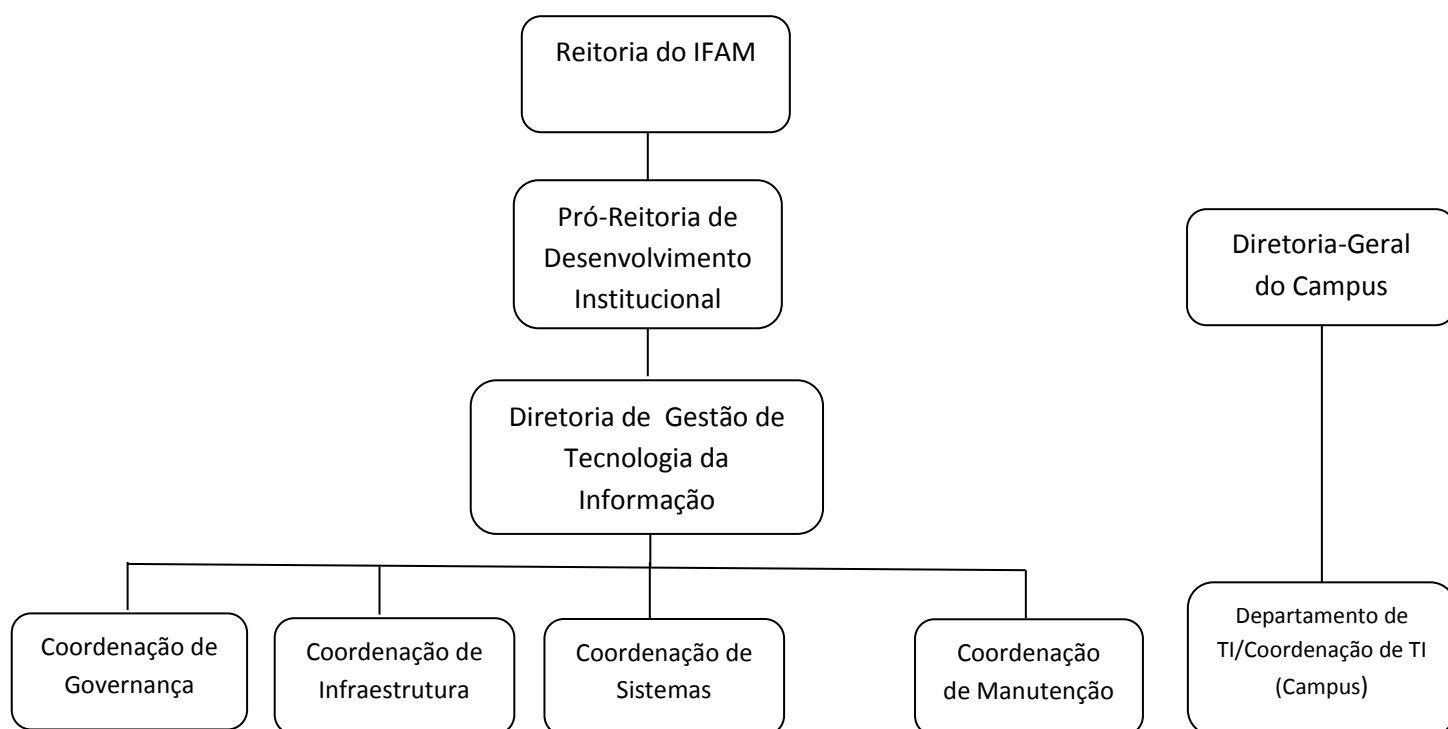 Reitoria do IFAM
Pró-Reitoria de
Desenvolvimento
Institucional
Diretoria-Geral
do Campus
Diretoria de Gestão de
Tecnologia da
Informação
Coordenação de
Governança
Coordenação de
Infraestrutura
Coordenação de
Sistemas
Coordenação
de Manutenção
Departamento de
TI/Coordenação de TI
(Campus)